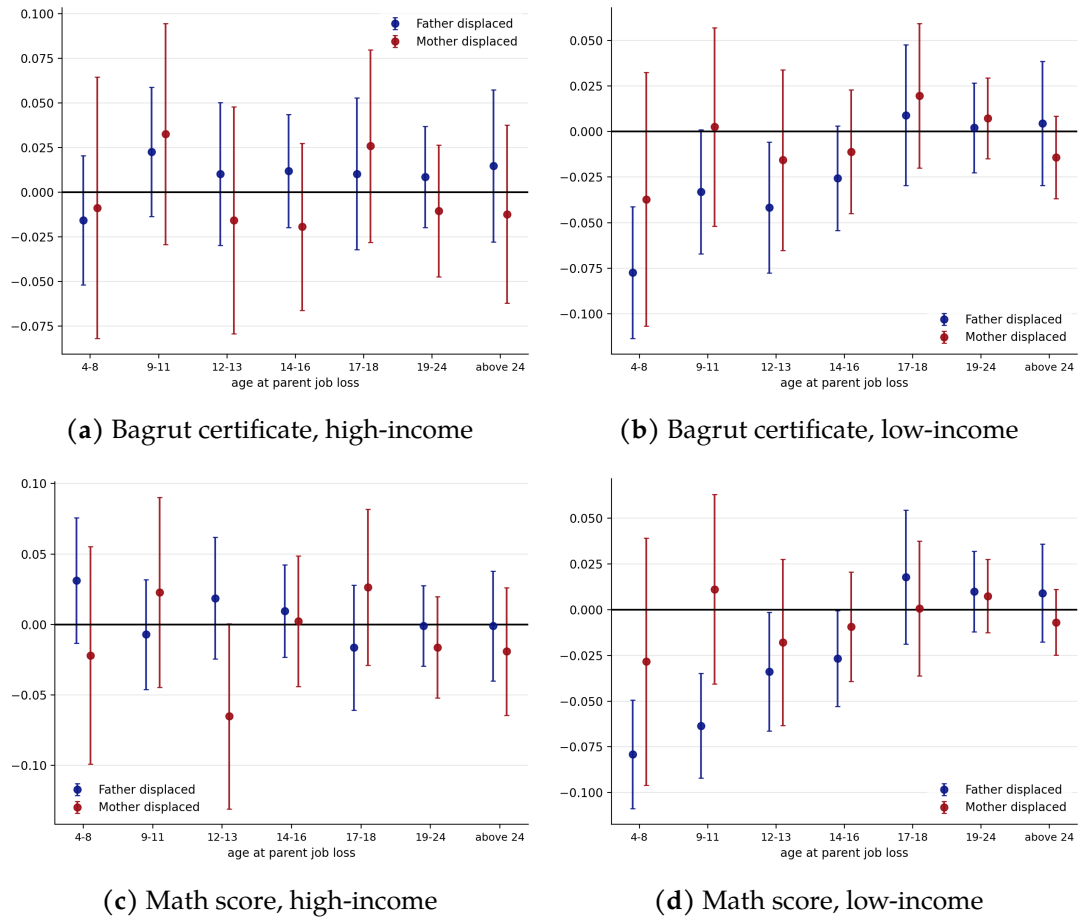 0.100
0.075
0.050
0.025
0.000
−0.025
−0.050
−0.075
Father displaced
Mother displaced
4-8 9-11 12-13 14-16 17-18 19-24 above 24
age at parent job loss
(a) Bagrut certificate, high-income
0.050
0.025
0.000
−0.025
−0.050
−0.075
−0.100
Father displaced
Mother displaced
4-8 9-11 12-13 14-16 17-18 19-24 above 24
age at parent job loss
(b) Bagrut certificate, low-income
0.10
0.05
0.00
−0.05
−0.10
Father displaced
Mother displaced
4-8 9-11 12-13 14-16 17-18 19-24 above 24
age at parent job loss
(c) Math score, high-income
0.050
0.025
0.000
−0.025
−0.050
−0.075
−0.100
Father displaced
Mother displaced
4-8 9-11 12-13 14-16 17-18 19-24 above 24
age at parent job loss
(d) Math score, low-income